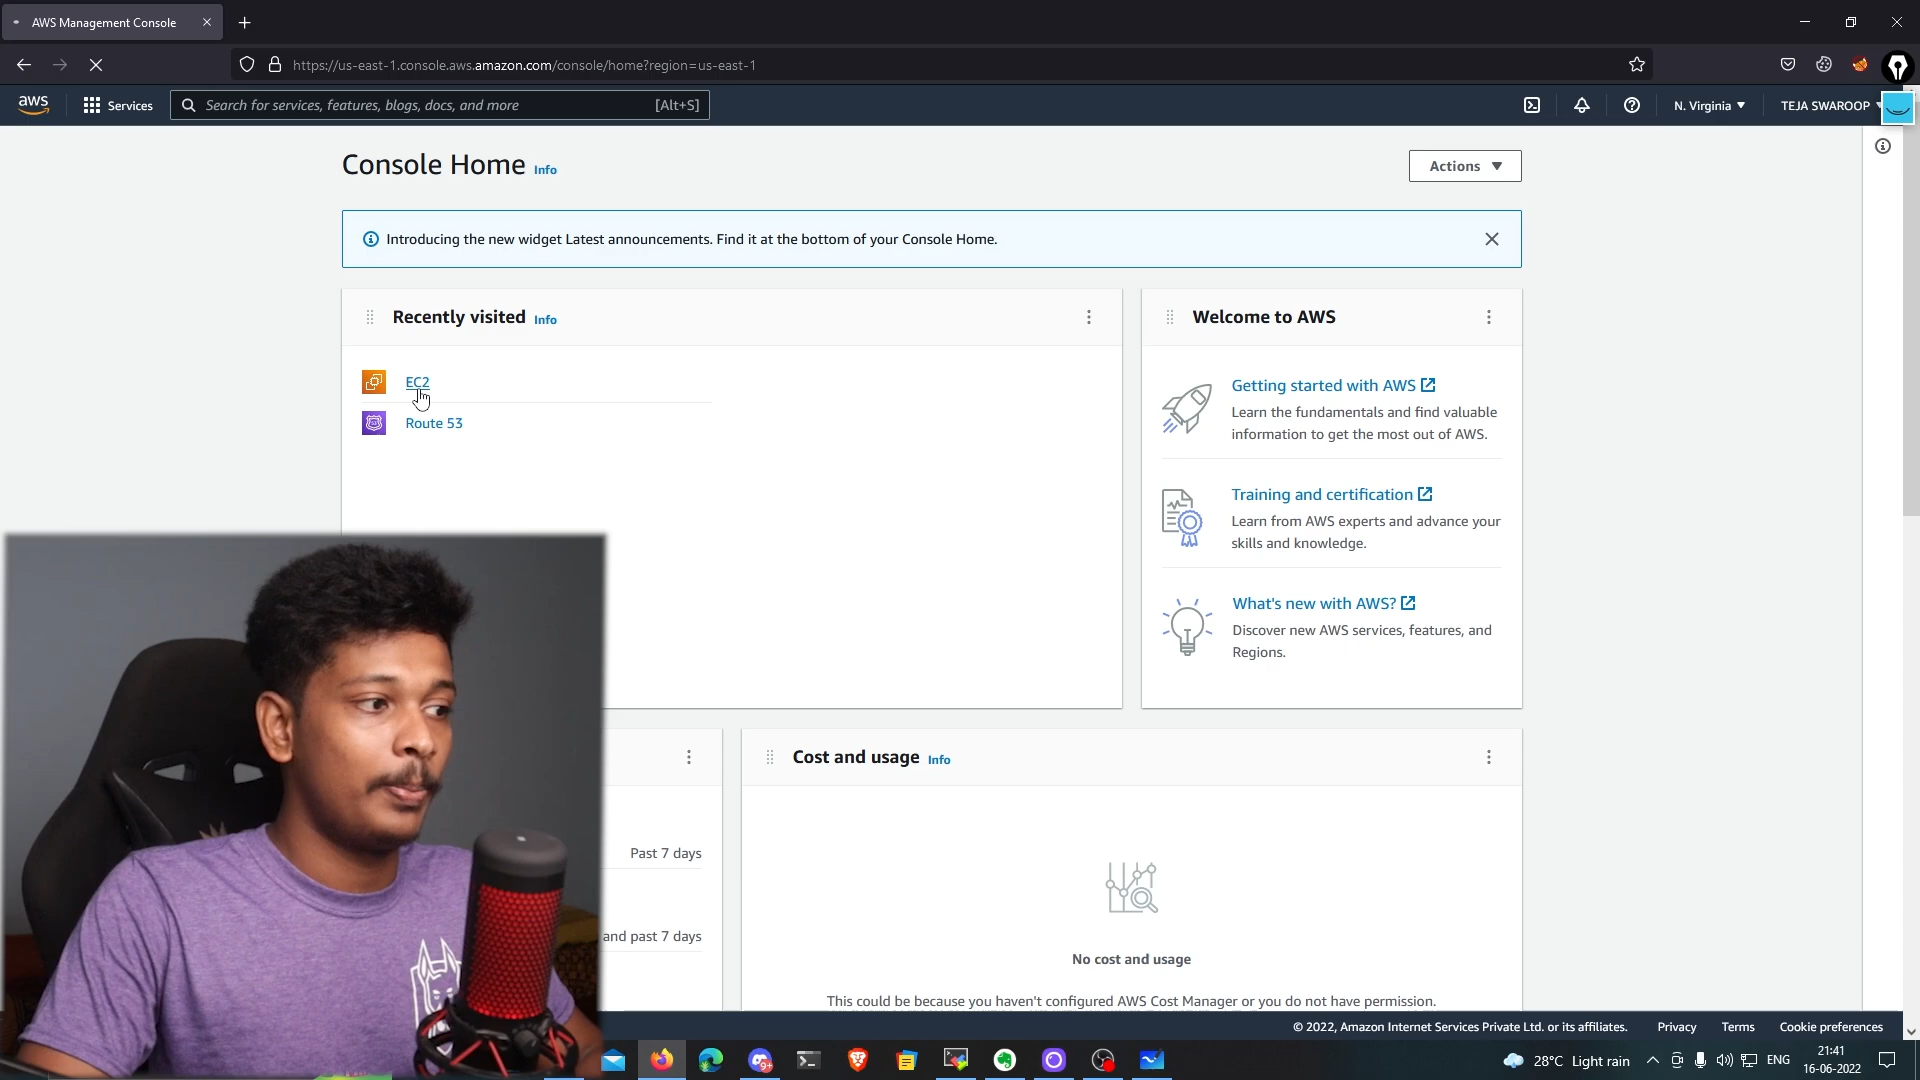 AWS Management Console
https://us-east-1.console.aws.amazon.com/console/home?region=us-east-1
aws
Services
Search for services, features, blogs, docs, and more
[Alt+S]
N. Virginia
TEJA SWAROOP
Console Home Info
Actions
Introducing the new widget Latest announcements. Find it at the bottom of your Console Home.
Recently visited Info
EC2
Route 53
Welcome to AWS
Getting started with AWS
Learn the fundamentals and find valuable
information to get the most out of AWS.
Training and certification
Learn from AWS experts and advance your
skills and knowledge.
What's new with AWS?
Discover new AWS services, features, and
Regions.
Past 7 days
and past 7 days
Cost and usage Info
No cost and usage
This could be because you haven't configured AWS Cost Manager or you do not have permission.
© 2022, Amazon Internet Services Private Ltd. or its affiliates.
Privacy
Terms
Cookie preferences
9+
28°C Light rain
ENG
21:41
16-06-2022